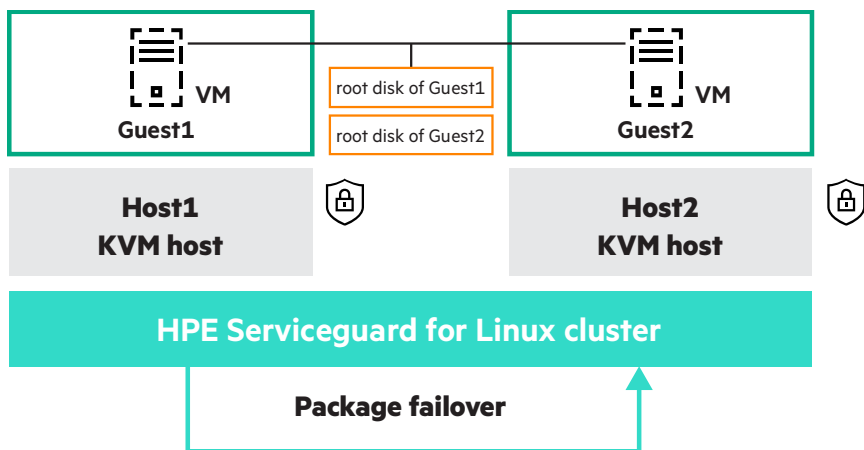 VM
Guest1
root disk of Guest1
root disk of Guest2
VM
Guest2
Host1
KVM host
Host2
KVM host
HPE Serviceguard for Linux cluster
Package failover